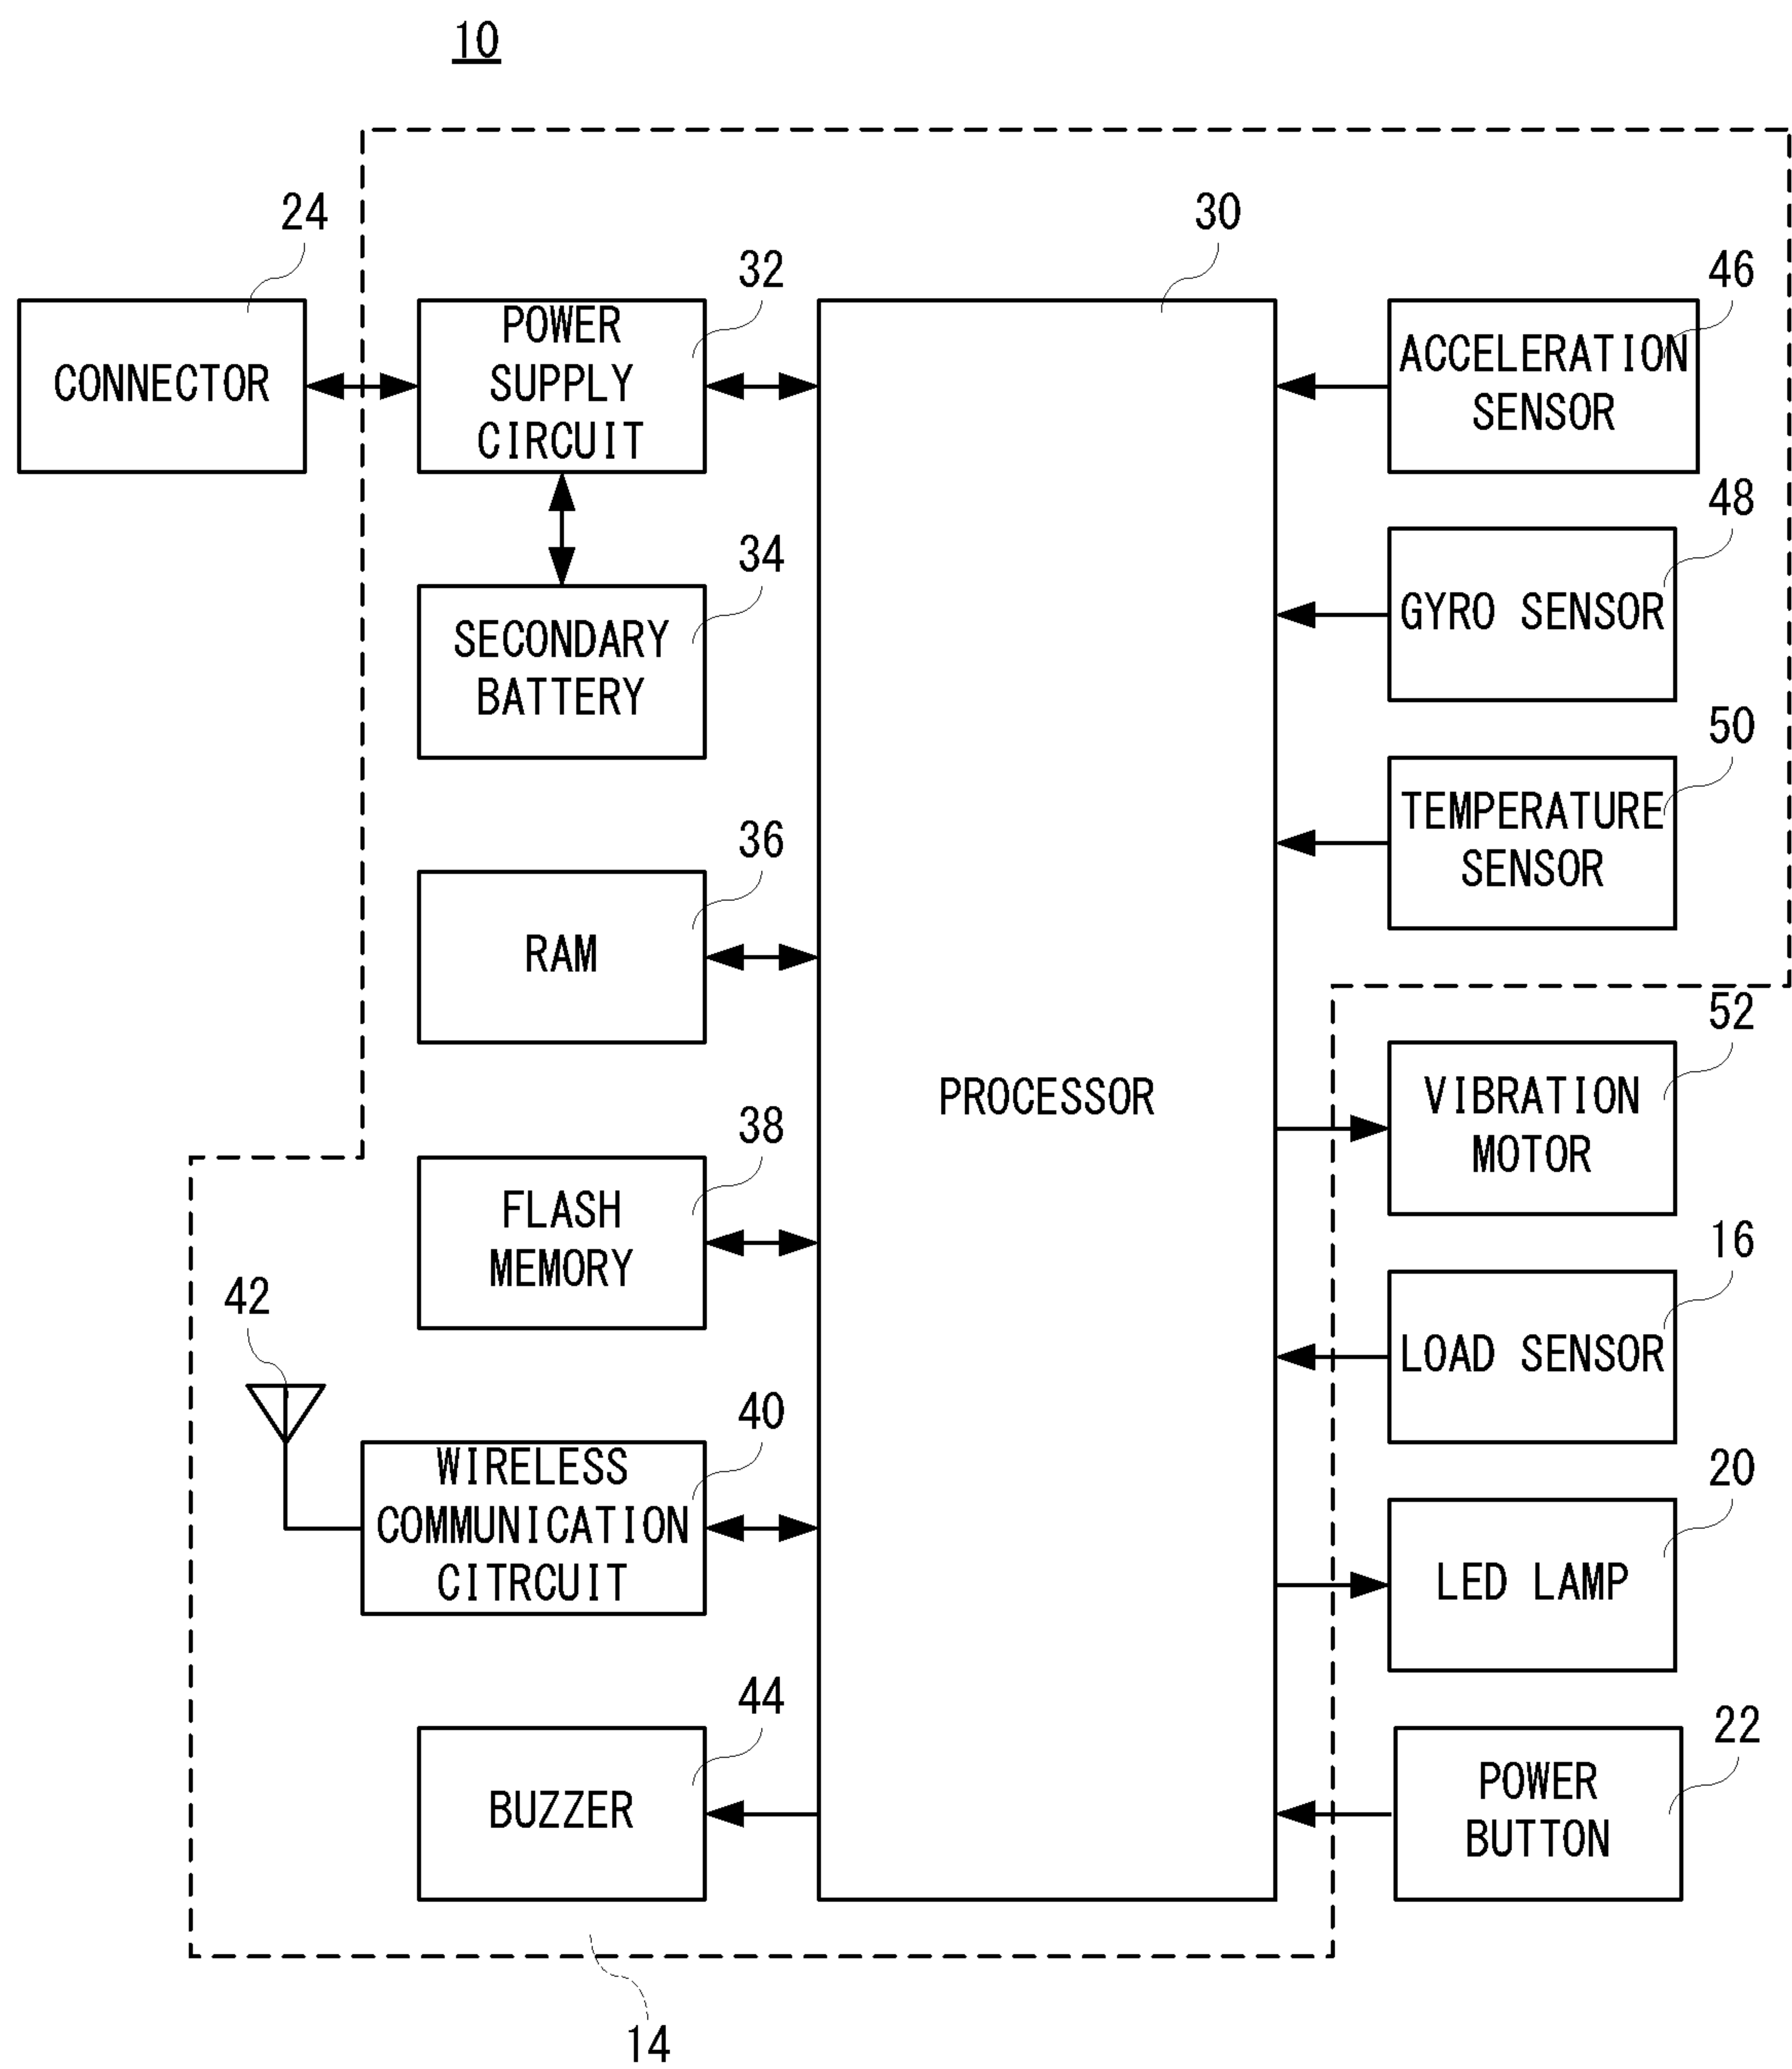 10
24
CONNECTOR
32
POWER
SUPPLY
CIRCUIT
34
SECONDARY
BATTERY
36
RAM
38
FLASH
MEMORY
42
40
WIRELESS
COMMUNICATION
CITRCUIT
44
BUZZER
30
PROCESSOR
46
ACCELERATION
SENSOR
48
GYRO SENSOR
50
TEMPERATURE
SENSOR
52
VIBRATION
MOTOR
16
LOAD SENSOR
20
LED LAMP
22
POWER
BUTTON
14